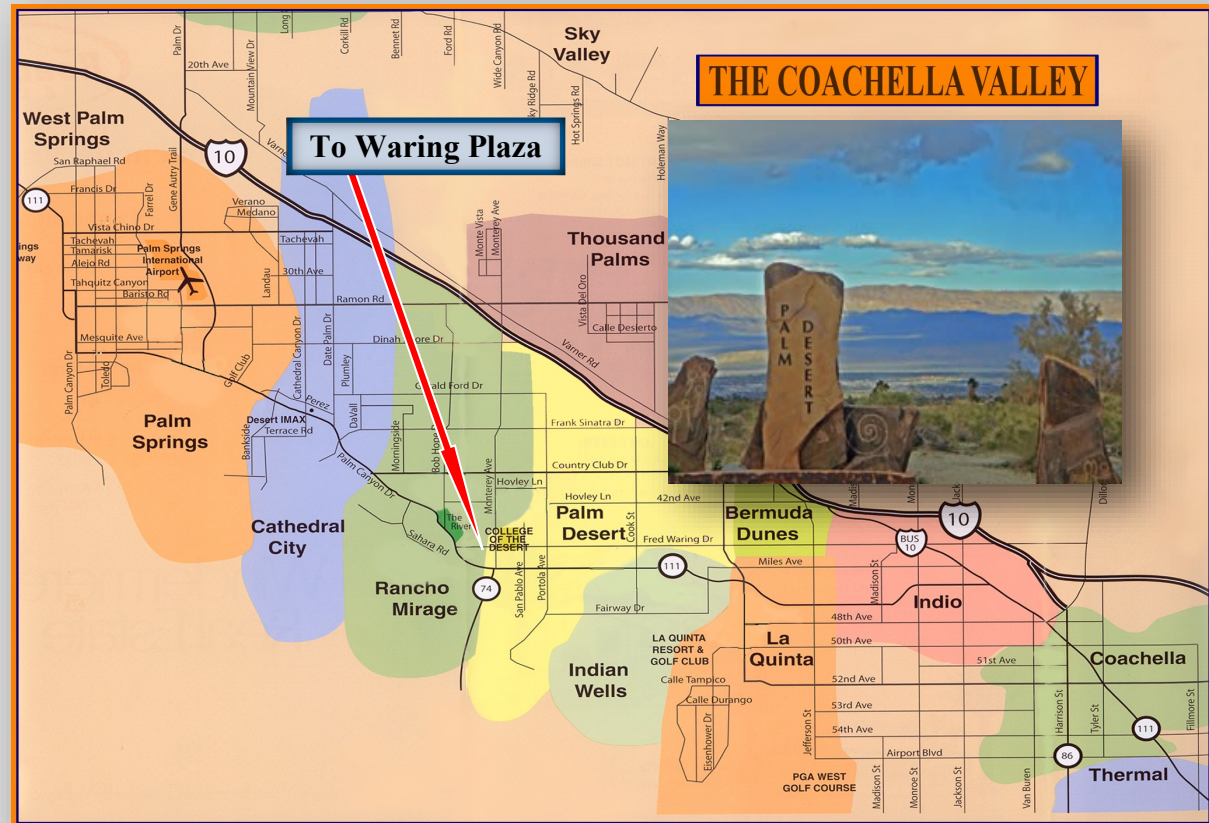 THE COACHELLA VALLEY
To Waring Plaza
PALM
DESERT
Sky
Valley
West Palm
Springs
Thousand
Palms
Palm
Springs
Cathedral
City
Rancho
Mirage
Palm
Desert
Bermuda
Dunes
Indian
Wells
La
Quinta
Indio
Coachella
Thermal
Palm Dr
20th Ave
Mountain View Dr
Long
Corkill Rd
Bennet Rd
Ford Rd
Wide Canyon Rd
ky Ridge Rd
Hot Springs Rd
Holeman Way
10
111
San Raphael Rd
Francis Dr
Farrel Dr
Gene Autry Trail
Vista Chino Dr
Tachevah
Tamarisk
Alejo Rd
Tahquitz Canyon
Baristo Rd
Mesquite Ave
ings
way
Palm Springs
International
Airport
Verano
Medano
Tachevah
30th Ave
Landau
Ramon Rd
Golf Club
Palm Canyon Dr
Toledo
Cathedral Canyon Dr
Date Palm Dr
Plumley
DaVall
Perez
Desert IMAX
Terrace Rd
Bankside
Palm Canyon Dr
Morningside
Bob Hope
Dinah ore Dr
Gerald Ford Dr
Monte Vista
Monterey Ave
Vista Del Oro
Calle Desierto
Varner Rd
Frank Sinatra Dr
Country Club Dr
Hovley Ln
Monterey Ave
Hovley Ln
42nd Ave
Cook St
The
River
Sahara Rd
COLLEGE
OF THE
DESERT
Fred Waring Dr
74
111
San Pablo Ave
Portola Ave
Fairway Dr
Miles Ave
LA QUINTA
RESORT &
GOLF CLUB
Calle Tampico
Calle Durango
Eisenhower Dr
Jefferson St
PGA WEST
GOLF COURSE
BUS
10
10
Madison St
48th Ave
50th Ave
51st Ave
52nd Ave
53rd Ave
54th Ave
Airport Blvd
Madison St
Monroe St
Jackson St
Van Buren
Harrison St
Tyler St
Fillmore St
111
86